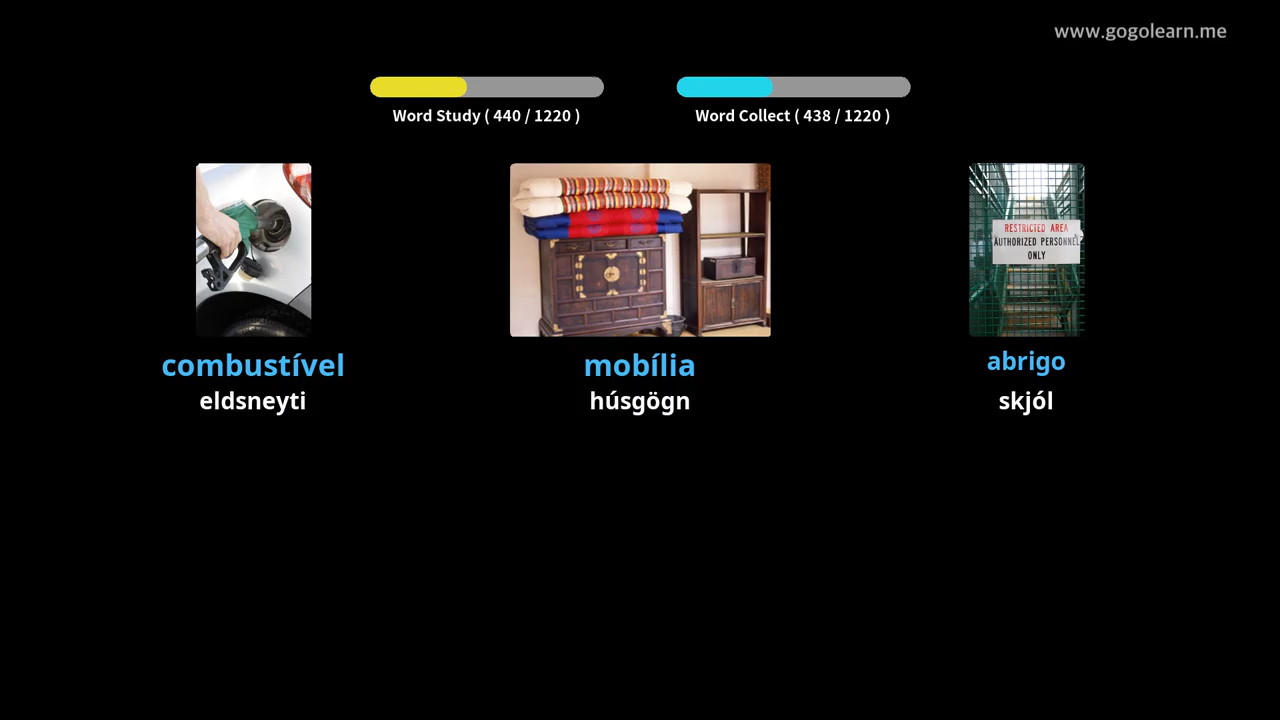 www.gogolearn.me
Word Study ( 440 / 1220 )
Word Collect ( 438 / 1220 )
RESTRICTED AREA
AUTHORIZED PERSONNEL
ONLY
combustível
mobília
abrigo
eldsneyti
húsgögn
skjól